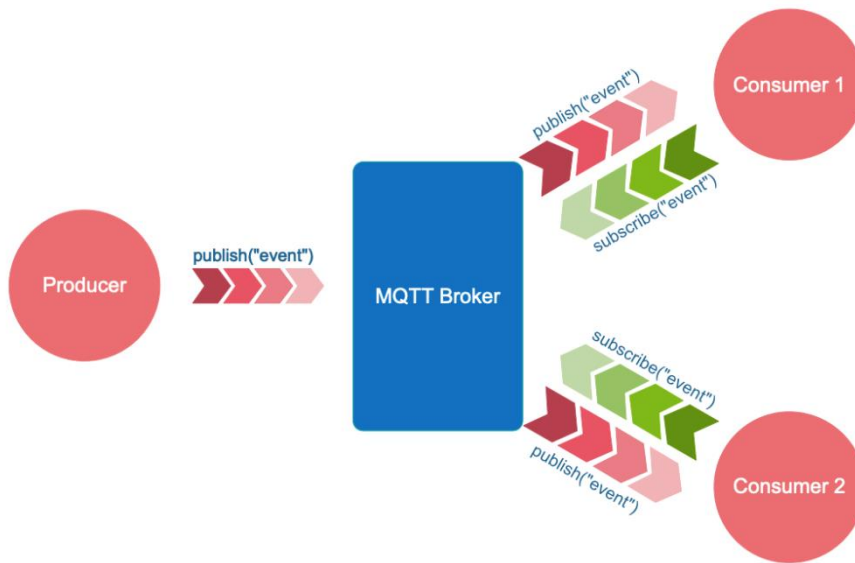 publish("event")
Consumer 1
subscribe("event")
publish("event")
Producer
MQTT Broker
subscribe("event")
publish("event")
Consumer 2